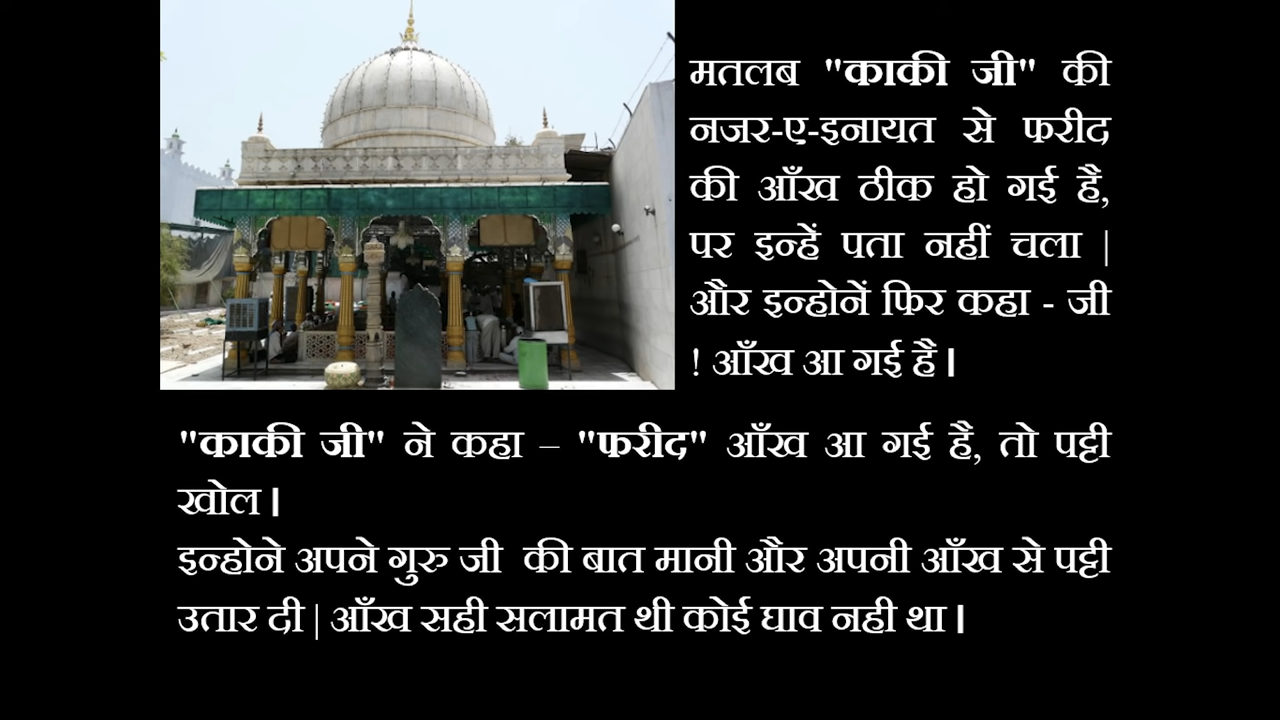 मतलब "काकी जी" की
नजर-ए-इनायत से फरीद
की आँख ठीक हो गई है,
पर इन्हें पता नहीं चला |
और इन्होनें फिर कहा - जी
! आँख आ गई है l
"काकी जी" ने कहा – "फरीद" आँख आ गई है, तो पट्टी
खोल l
इन्होने अपने गुरु जी की बात मानी और अपनी आँख से पट्टी
उतार दी | आँख सही सलामत थी कोई घाव नही था l